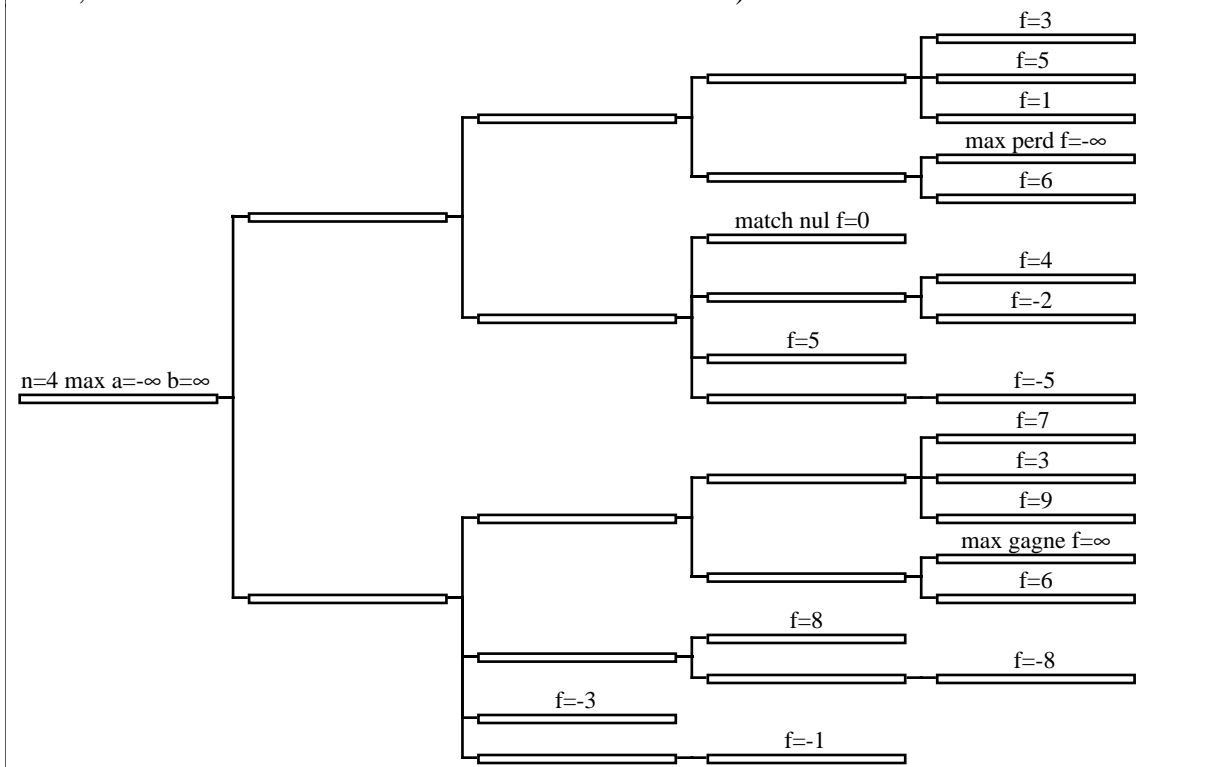 f=3
f=5
f=1
max perd f=-∞
f=6
match nul f=0
f=4
f=-2
f=5
n=4 max a=-∞ b=∞
f=-5
f=7
f=3
f=9
max gagne f=∞
f=6
f=8
f=-8
f=-3
f=-1